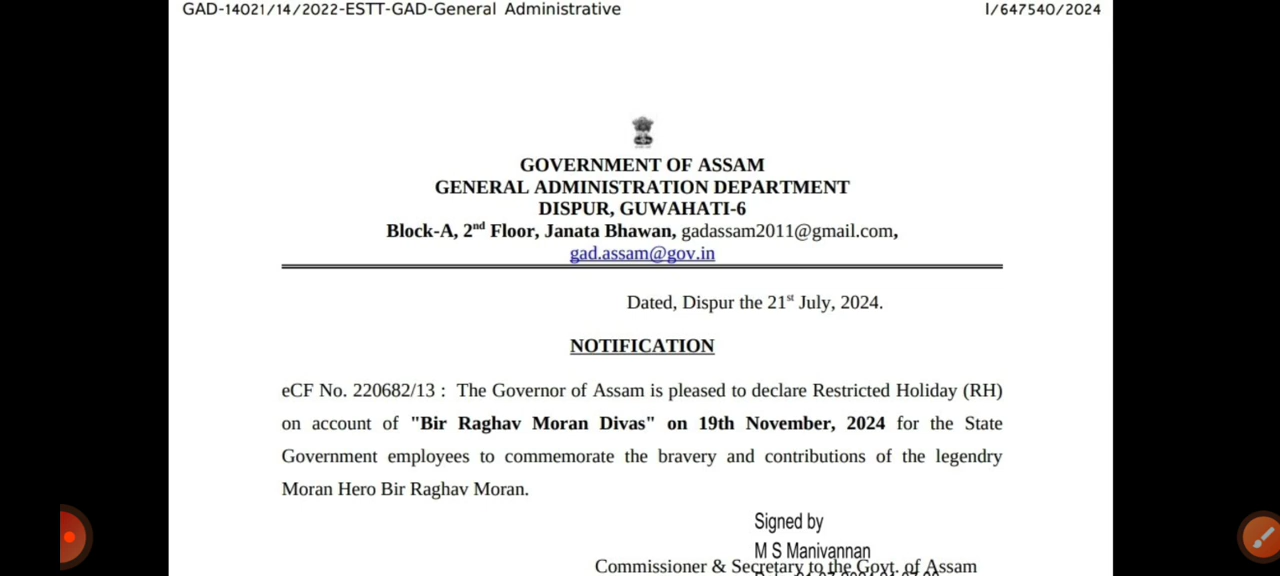 GAD-14021/14/2022-ESTT-GAD-General Administrative I/647540/2024
GOVERNMENT OF ASSAM
GENERAL ADMINISTRATION DEPARTMENT
DISPUR, GUWAHATI-6
Block-A, 2nd Floor, Janata Bhawan, gadassam2011@gmail.com,
gad.assam@gov.in
Dated, Dispur the 21st July, 2024.
NOTIFICATION
eCF No. 220682/13 : The Governor of Assam is pleased to declare Restricted Holiday (RH)
on account of "Bir Raghav Moran Divas" on 19th November, 2024 for the State
Government employees to commemorate the bravery and contributions of the legendry
Moran Hero Bir Raghav Moran.
Signed by
M S Manivannan
Commissioner & Secretary to the Govt. of Assam